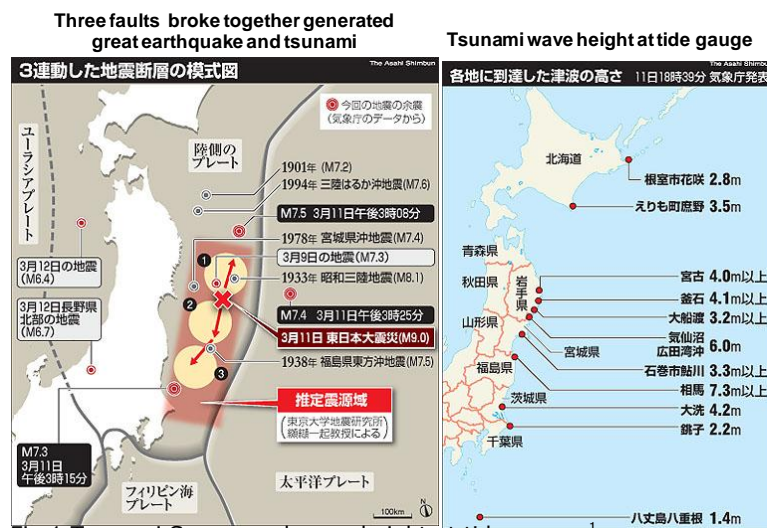 Three faults broke together generated
great earthquake and tsunami
The Asahi Shimbun
3連動した地震断層の模式図
今回の地震の余震
(気象庁のデータから)
ユーラシアプレート
陸側の
プレート
1901年 (M7.2)
1994年 三陸はるか沖地震(M7.6)
M7.5 3月11日午後3時08分
1978年 宮城県沖地震(M7.4)
3月9日の地震(M7.3)
1933年 昭和三陸地震(M8.1)
M7.4 3月11日午後3時25分
3月11日 東日本大震災(M9.0)
1938年 福島県東方沖地震(M7.5)
1
2
3
3月12日の地震
(M6.4)
3月12日長野県
北部の地震
(M6.7)
推定震源域
(東京大学地震研究所
纐纈一起教授による)
M7.3
3月11日
午後3時15分
フィリピン海
プレート
太平洋プレート
100km
N
Tsunami wave height at tide gauge
The Asahi Shimbun
各地に到達した津波の高さ 11日18時39分 気象庁発表
北海道
根室市花咲 2.8m
えりも町庶野 3.5m
青森県
秋田県
岩手県
山形県
宮城県
福島県
茨城県
千葉県
宮古 4.0m以上
釜石 4.1m以上
大船渡 3.2m以上
気仙沼
広田湾沖 6.0m
石巻市鮎川 3.3m以上
相馬 7.3m以上
大洗 4.2m
銚子 2.2m
八丈島八重根 1.4m